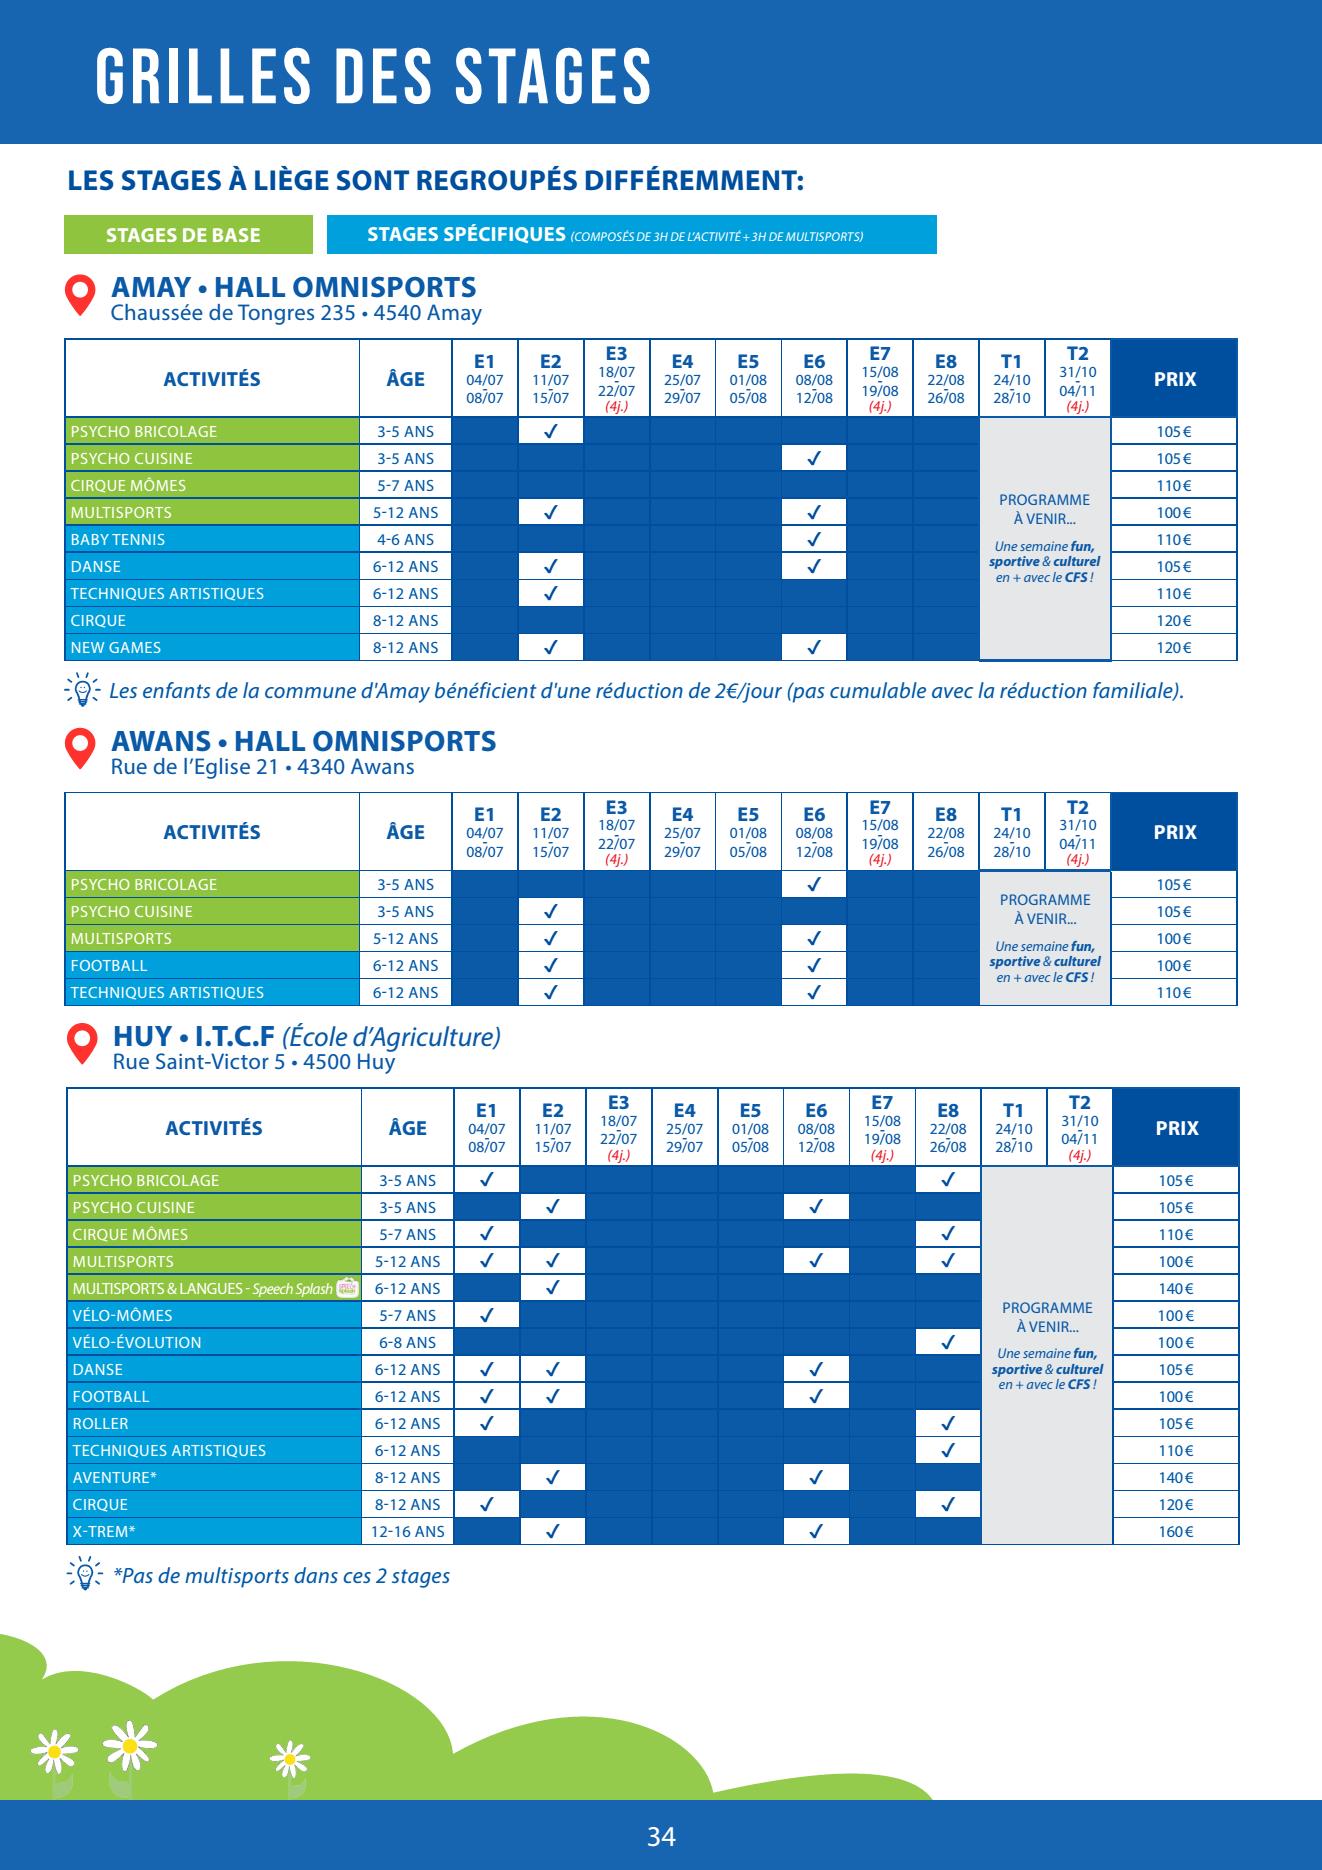 GRILLES DES STAGES
LES STAGES À LIÈGE SONT REGROUPÉS DIFFÉREMMENT:
STAGES DE BASE
STAGES SPÉCIFIQUES (COMPOSÉS DE 3H DE L'ACTIVITÉ + 3H DE MULTISPORTS)
AMAY • HALL OMNISPORTS
Chaussée de Tongres 235 • 4540 Amay
ACTIVITÉS ÂGE E1 04/07 - 08/07 E2 11/07 - 15/07 E3 18/07 - 22/07 (4j.) E4 25/07 - 29/07 E5 01/08 - 05/08 E6 08/08 - 12/08 E7 15/08 - 19/08 (4j.) E8 22/08 - 26/08 T1 24/10 - 28/10 T2 31/10 - 04/11 (4j.) PRIX
PSYCHO BRICOLAGE 3-5 ANS ✓ 105 €
PSYCHO CUISINE 3-5 ANS ✓ 105 €
CIRQUE MÔMES 5-7 ANS 110 €
MULTISPORTS 5-12 ANS ✓ ✓ 100 €
BABY TENNIS 4-6 ANS ✓ 110 €
DANSE 6-12 ANS ✓ ✓ 105 €
TECHNIQUES ARTISTIQUES 6-12 ANS ✓ 110 €
CIRQUE 8-12 ANS 120 €
NEW GAMES 8-12 ANS ✓ ✓ 120 €
PROGRAMME
À VENIR...
Une semaine fun,
sportive & culturel
en + avec le CFS !
Les enfants de la commune d'Amay bénéficient d'une réduction de 2€/jour (pas cumulable avec la réduction familiale).
AWANS • HALL OMNISPORTS
Rue de l'Eglise 21 • 4340 Awans
ACTIVITÉS ÂGE E1 04/07 - 08/07 E2 11/07 - 15/07 E3 18/07 - 22/07 (4j.) E4 25/07 - 29/07 E5 01/08 - 05/08 E6 08/08 - 12/08 E7 15/08 - 19/08 (4j.) E8 22/08 - 26/08 T1 24/10 - 28/10 T2 31/10 - 04/11 (4j.) PRIX
PSYCHO BRICOLAGE 3-5 ANS ✓ 105 €
PSYCHO CUISINE 3-5 ANS ✓ 105 €
MULTISPORTS 5-12 ANS ✓ ✓ 100 €
FOOTBALL 6-12 ANS ✓ ✓ 100 €
TECHNIQUES ARTISTIQUES 6-12 ANS ✓ ✓ 110 €
PROGRAMME
À VENIR...
Une semaine fun,
sportive & culturel
en + avec le CFS !
HUY • I.T.C.F (École d'Agriculture)
Rue Saint-Victor 5 • 4500 Huy
ACTIVITÉS ÂGE E1 04/07 - 08/07 E2 11/07 - 15/07 E3 18/07 - 22/07 (4j.) E4 25/07 - 29/07 E5 01/08 - 05/08 E6 08/08 - 12/08 E7 15/08 - 19/08 (4j.) E8 22/08 - 26/08 T1 24/10 - 28/10 T2 31/10 - 04/11 (4j.) PRIX
PSYCHO BRICOLAGE 3-5 ANS ✓ ✓ 105 €
PSYCHO CUISINE 3-5 ANS ✓ ✓ 105 €
CIRQUE MÔMES 5-7 ANS ✓ ✓ 110 €
MULTISPORTS 5-12 ANS ✓ ✓ ✓ ✓ 100 €
MULTISPORTS & LANGUES - Speech Splash 6-12 ANS ✓ 140 €
VÉLO-MÔMES 5-7 ANS ✓ 100 €
VÉLO-ÉVOLUTION 6-8 ANS ✓ 100 €
DANSE 6-12 ANS ✓ ✓ ✓ 105 €
FOOTBALL 6-12 ANS ✓ ✓ ✓ 100 €
ROLLER 6-12 ANS ✓ ✓ 105 €
TECHNIQUES ARTISTIQUES 6-12 ANS ✓ 110 €
AVENTURE* 8-12 ANS ✓ ✓ 140 €
CIRQUE 8-12 ANS ✓ ✓ 120 €
X-TREM* 12-16 ANS ✓ ✓ 160 €
PROGRAMME
À VENIR...
Une semaine fun,
sportive & culturel
en + avec le CFS !
*Pas de multisports dans ces 2 stages
34